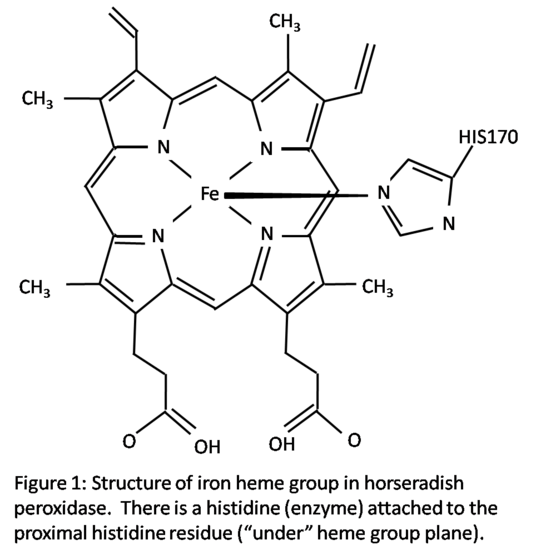 CH₃
CH₃
HIS170
N
N
Fe
N
N
N
N
CH₃
CH₃
O
OH
OH
O
Figure 1: Structure of iron heme group in horseradish
peroxidase. There is a histidine (enzyme) attached to the
proximal histidine residue (“under” heme group plane).